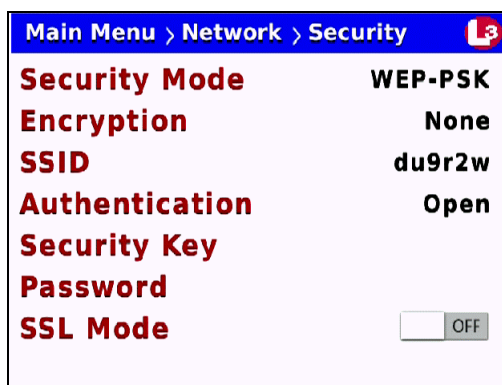 Main Menu > Network > Security L3
Security Mode WEP-PSK
Encryption None
SSID du9r2w
Authentication Open
Security Key
Password
SSL Mode OFF